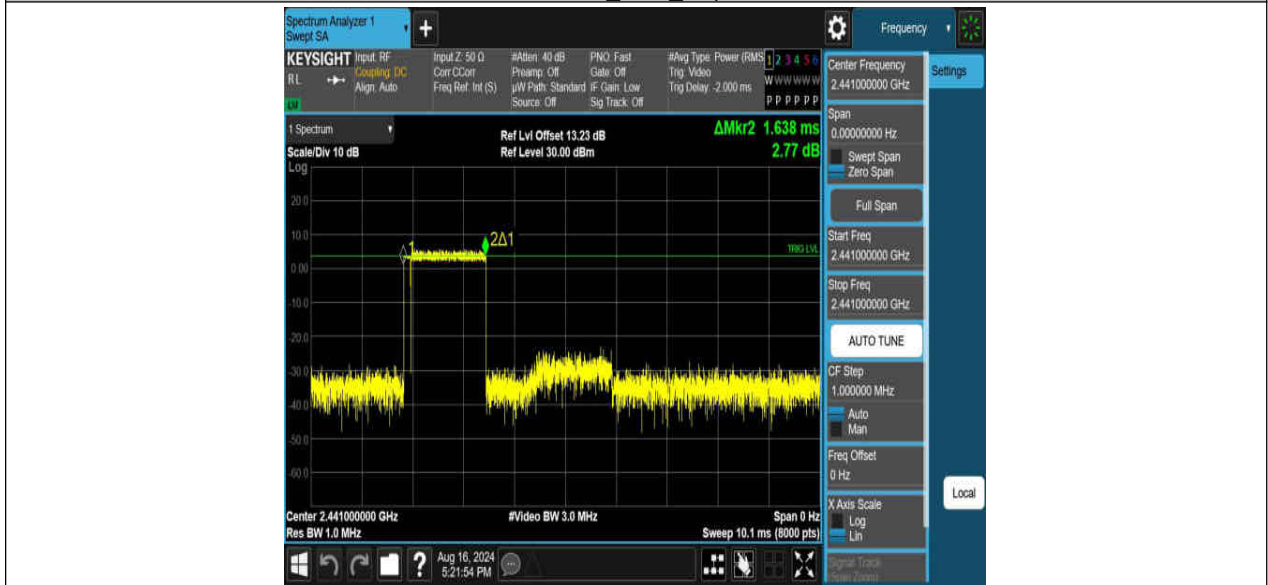 Spectrum Analyzer 1
Swept SA
+
Frequency
KEYSIGHT
RL
Input: RF
Coupling: DC
Align: Auto
Input Z: 50 Ω
Corr CCorr
Freq Ref: Int (S)
#Atten: 40 dB
Preamp: Off
µW Path: Standard
Source: Off
PNO: Fast
Gate: Off
IF Gain: Low
Sig Track: Off
#Avg Type: Power (RMS
Trig: Video
Trig Delay: -2.000 ms
1 2 3 4 5 6
W W W W W W
P P P P P P
Center Frequency
2.441000000 GHz
Settings
Span
0.00000000 Hz
Swept Span
Zero Span
Full Span
Start Freq
2.441000000 GHz
Stop Freq
2.441000000 GHz
AUTO TUNE
CF Step
1.000000 MHz
Auto
Man
Freq Offset
0 Hz
X Axis Scale
Log
Lin
Signal Track
(Span Zoom)
Local
1 Spectrum
Scale/Div 10 dB
Log
Ref Lvl Offset 13.23 dB
Ref Level 30.00 dBm
ΔMkr2 1.638 ms
2.77 dB
20.0
10.0
0.00
-10.0
-20.0
-30.0
-40.0
-50.0
-60.0
1
2Δ1
TRIG LVL
Center 2.441000000 GHz
Res BW 1.0 MHz
#Video BW 3.0 MHz
Span 0 Hz
Sweep 10.1 ms (8000 pts)
?
Aug 16, 2024
5:21:54 PM